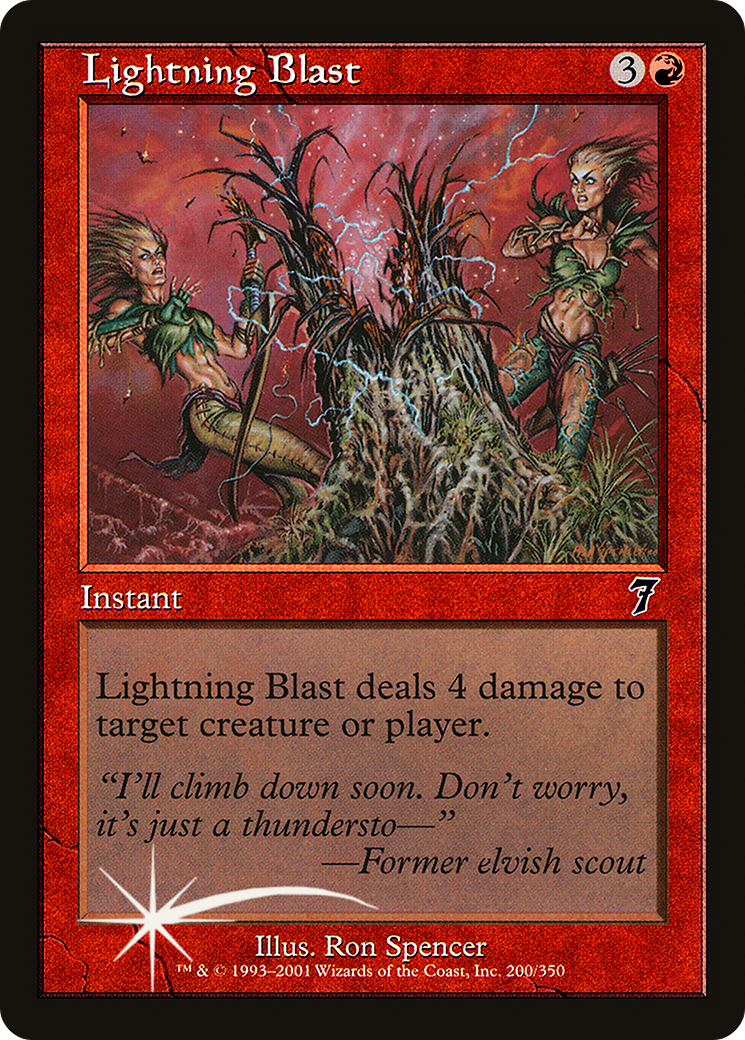 Lightning Blast 3
Instant 7
Lightning Blast deals 4 damage to
target creature or player.
“I’ll climb down soon. Don’t worry,
it’s just a thundersto—”
—Former elvish scout
Illus. Ron Spencer
™ & © 1993–2001 Wizards of the Coast, Inc. 200/350